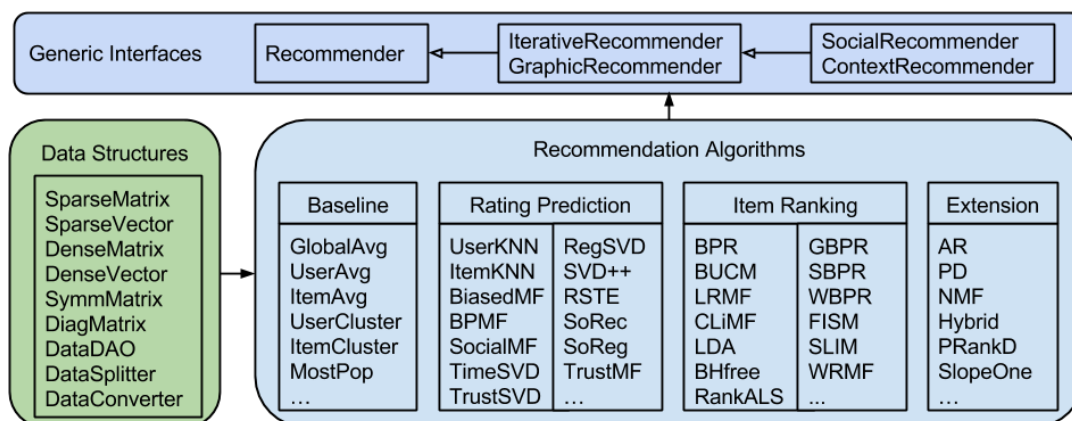 Generic Interfaces
Recommender
IterativeRecommender
GraphicRecommender
SocialRecommender
ContextRecommender
Data Structures
SparseMatrix
SparseVector
DenseMatrix
DenseVector
SymmMatrix
DiagMatrix
DataDAO
DataSplitter
DataConverter
Recommendation Algorithms
Baseline
GlobalAvg
UserAvg
ItemAvg
UserCluster
ItemCluster
MostPop
…
Rating Prediction
UserKNN
ItemKNN
BiasedMF
BPMF
SocialMF
TimeSVD
TrustSVD
RegSVD
SVD++
RSTE
SoRec
SoReg
TrustMF
…
Item Ranking
BPR
BUCM
LRMF
CLiMF
LDA
BHfree
RankALS
GBPR
SBPR
WBPR
FISM
SLIM
WRMF
...
Extension
AR
PD
NMF
Hybrid
PRankD
SlopeOne
…